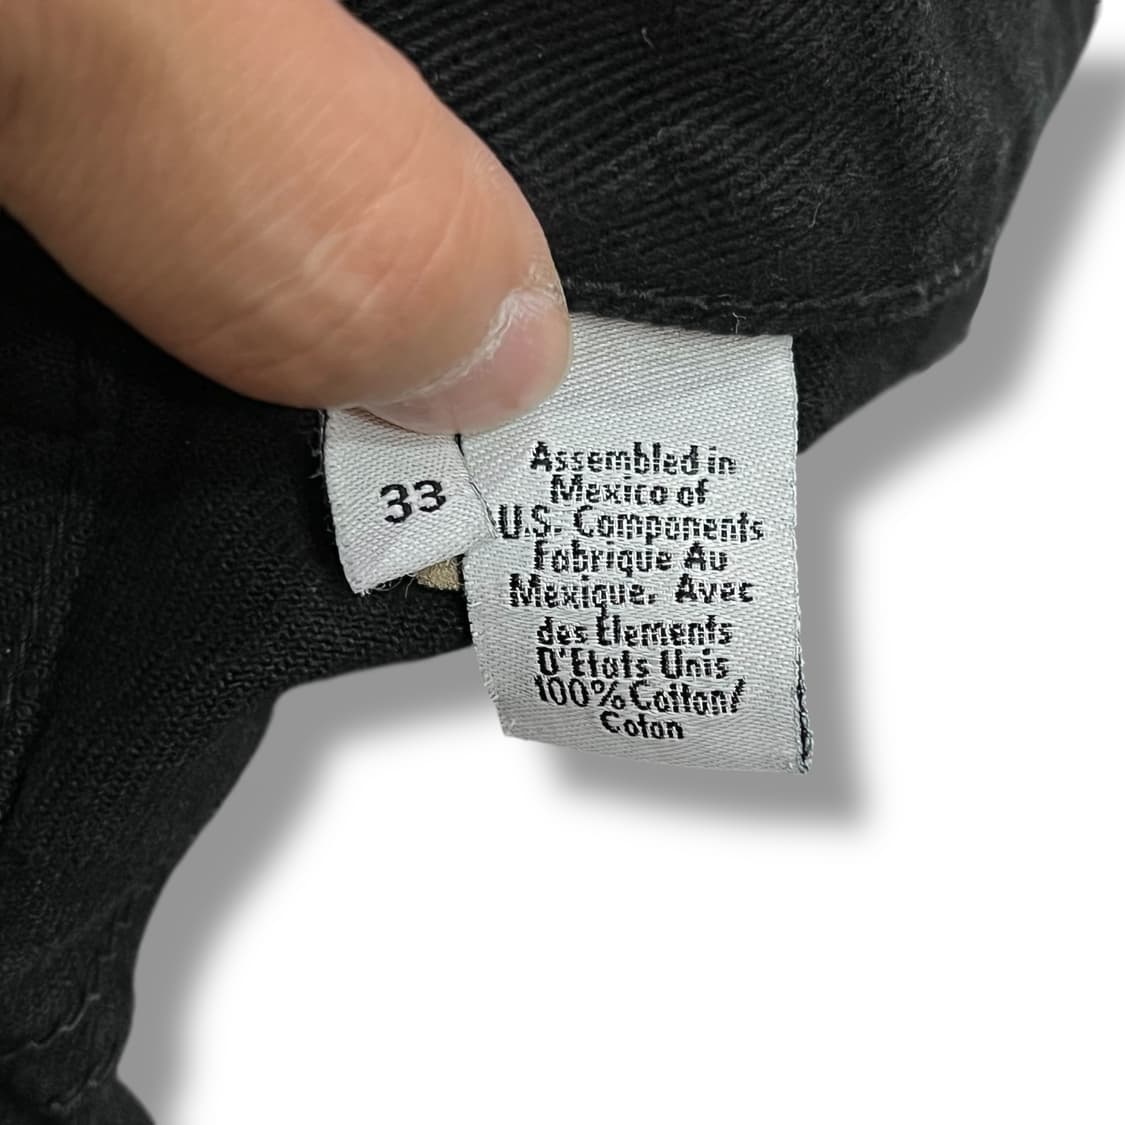 33
Assembled in
Mexico of
U.S. Components
Fabrique Au
Mexique. Avec
des Elements
D'Etats Unis
100% Cotton/
Coton